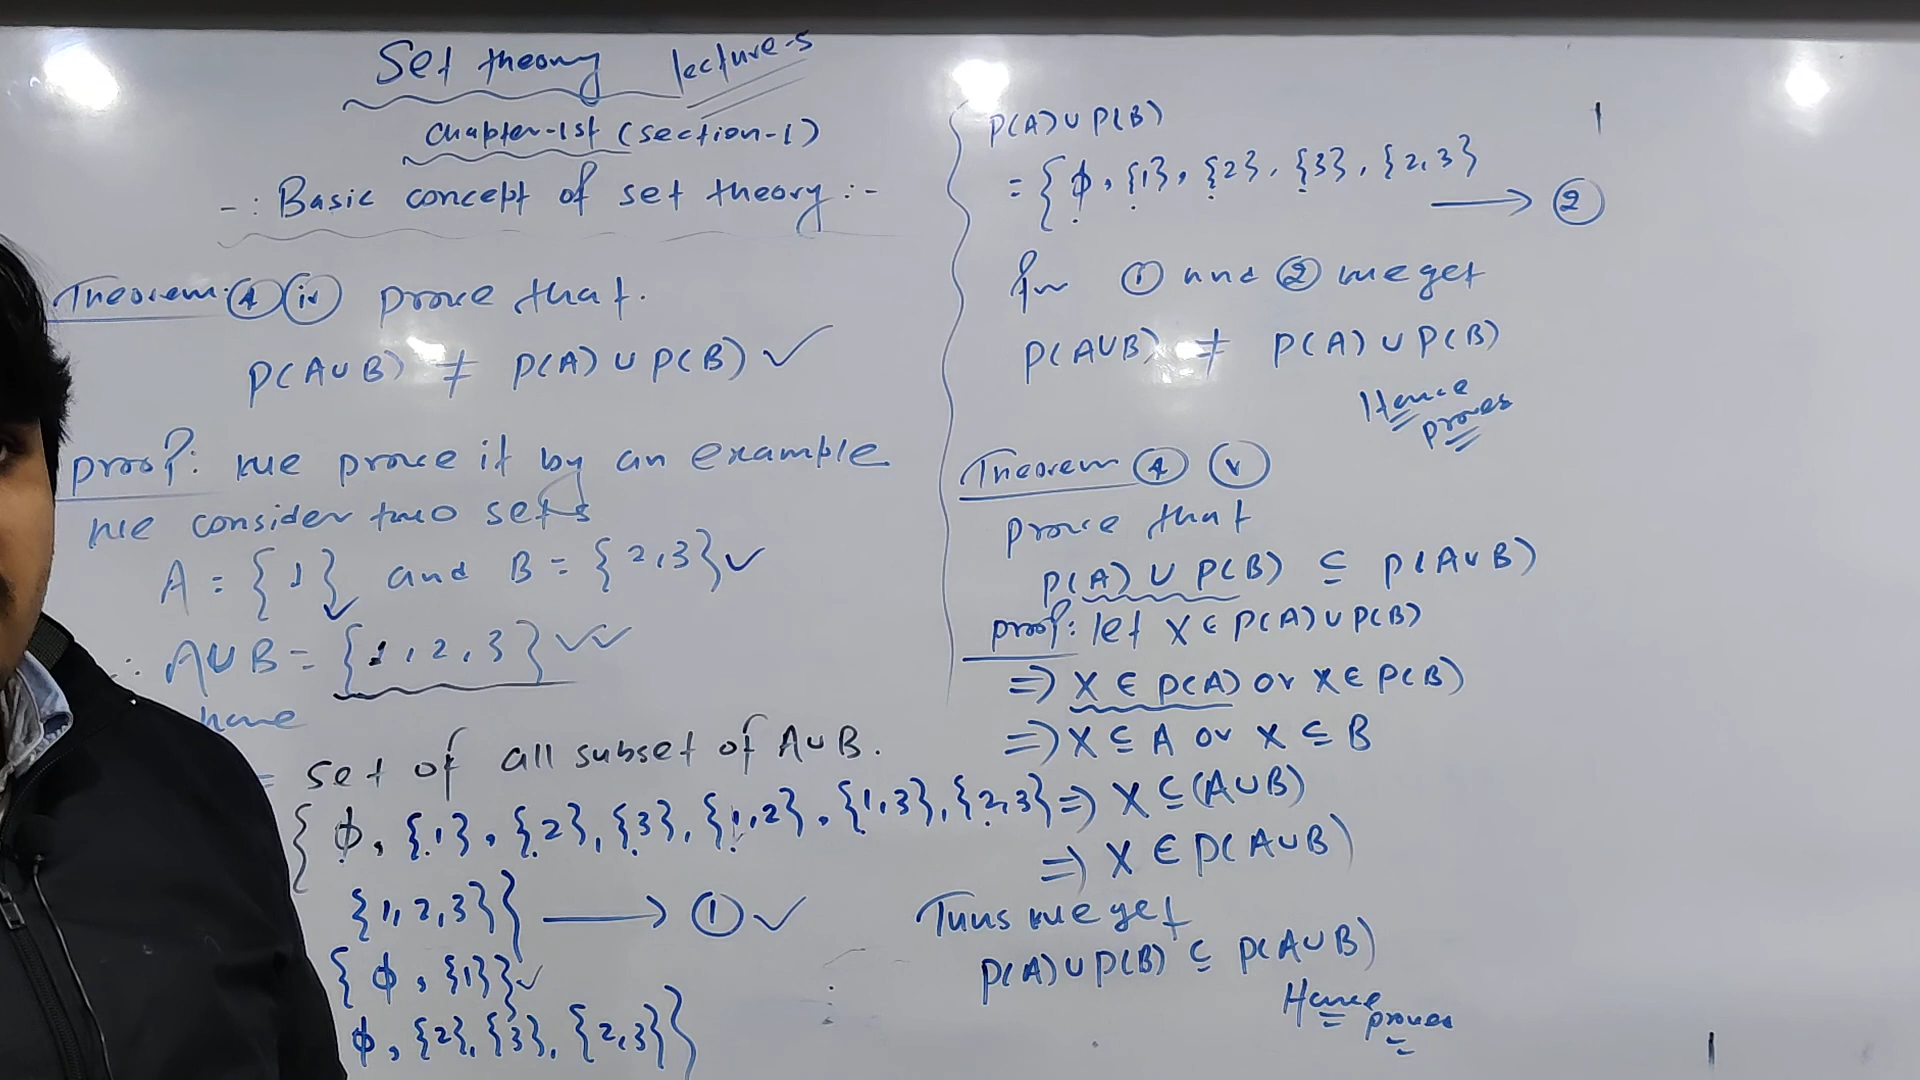 Set theory lecture-5
Chapter-1st (section-1)
-: Basic concept of set theory :-
Theorem: ④ (iv) prove that.
P(A∪B) ≠ P(A) ∪ P(B) ✓
proof: we prove it by an example
we consider two sets
A = {1} and B = {2,3} ✓
∴ A∪B = {1,2,3} ✓✓
have
= set of all subset of A∪B.
{ϕ, {1}, {2}, {3}, {1,2}, {1,3}, {2,3}
{1,2,3}} → ① ✓
{ϕ, {1}} ✓
ϕ, {2}, {3}, {2,3}}
P(A) ∪ P(B)
= {ϕ, {1}, {2}, {3}, {2,3}
→ ②
① and ② we get
P(A∪B) ≠ P(A) ∪ P(B)
Hence
proves
Theorem ④ (v)
prove that
P(A) ∪ P(B) ⊆ P(A∪B)
proof: let X ∈ P(A) ∪ P(B)
⇒ X ∈ P(A) or X ∈ P(B)
⇒ X ⊆ A or X ⊆ B
⇒ X ⊆ (A∪B)
⇒ X ∈ P(A∪B)
Thus we get
P(A) ∪ P(B) ⊆ P(A∪B)
Hence
proves